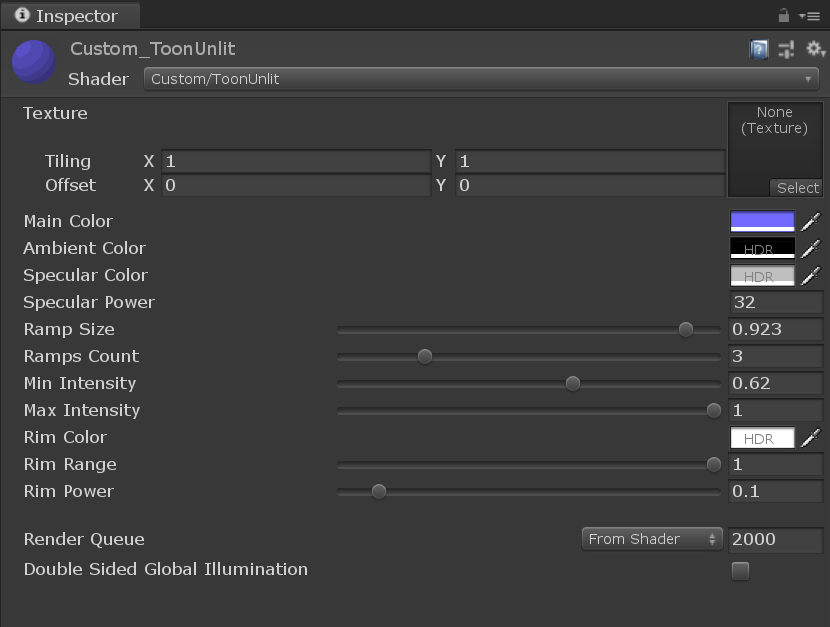 Inspector
Custom_ToonUnlit
Shader Custom/ToonUnlit
Texture None
(Texture)
Tiling X 1 Y 1
Offset X 0 Y 0 Select
Main Color
Ambient Color HDR
Specular Color HDR
Specular Power 32
Ramp Size 0.923
Ramps Count 3
Min Intensity 0.62
Max Intensity 1
Rim Color HDR
Rim Range 1
Rim Power 0.1
Render Queue From Shader 2000
Double Sided Global Illumination